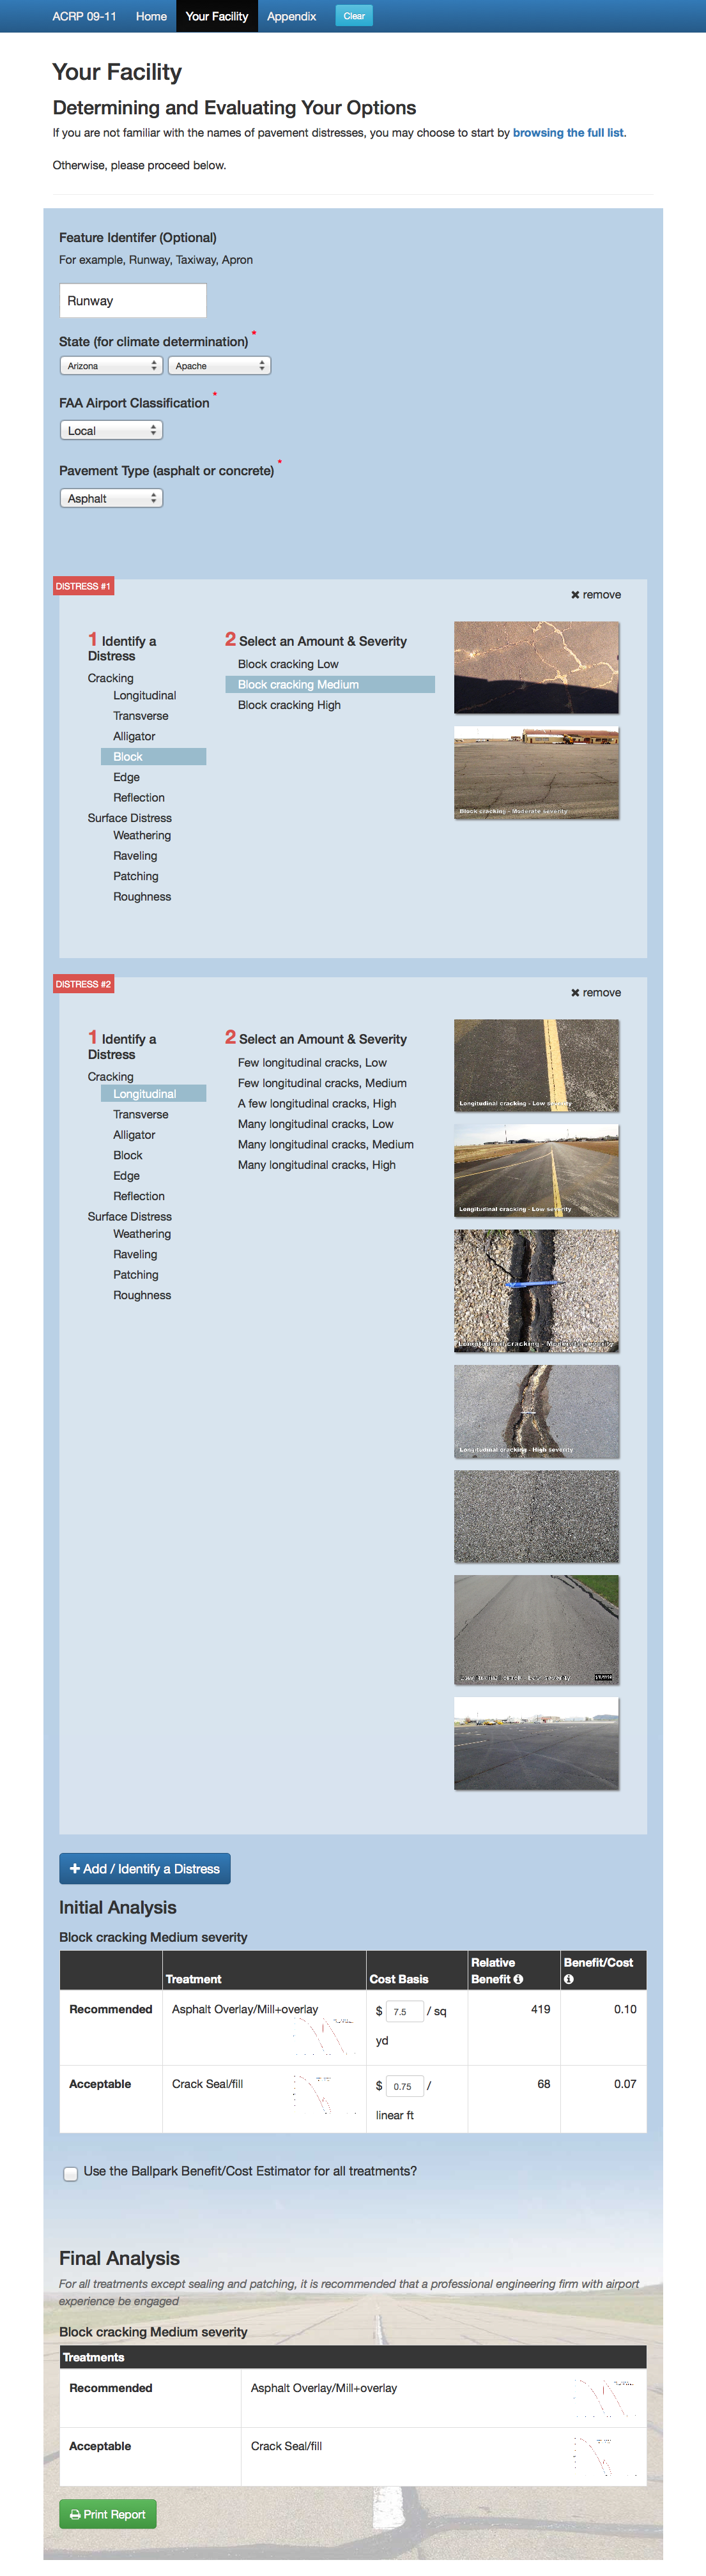 ACRP 09-11 Home Your Facility Appendix Clear
Your Facility
Determining and Evaluating Your Options
If you are not familiar with the names of pavement distresses, you may choose to start by browsing the full list.
Otherwise, please proceed below.
Feature Identifer (Optional)
For example, Runway, Taxiway, Apron
Runway
State (for climate determination) *
Arizona Apache
FAA Airport Classification *
Local
Pavement Type (asphalt or concrete) *
Asphalt
DISTRESS #1
✖ remove
1 Identify a
Distress
Cracking
Longitudinal
Transverse
Alligator
Block
Edge
Reflection
Surface Distress
Weathering
Raveling
Patching
Roughness
2 Select an Amount & Severity
Block cracking Low
Block cracking Medium
Block cracking High
Block cracking - Moderate severity
DISTRESS #2
✖ remove
1 Identify a
Distress
Cracking
Longitudinal
Transverse
Alligator
Block
Edge
Reflection
Surface Distress
Weathering
Raveling
Patching
Roughness
2 Select an Amount & Severity
Few longitudinal cracks, Low
Few longitudinal cracks, Medium
A few longitudinal cracks, High
Many longitudinal cracks, Low
Many longitudinal cracks, Medium
Many longitudinal cracks, High
Longitudinal cracking - Low severity
Longitudinal cracking - Low severity
Longitudinal cracking - Moderate severity
Longitudinal cracking - High severity
+ Add / Identify a Distress
Initial Analysis
Block cracking Medium severity
Treatment Cost Basis Relative Benefit Benefit/Cost
Recommended Asphalt Overlay/Mill+overlay $ 7.5 / sq yd 419 0.10
Acceptable Crack Seal/fill $ 0.75 / linear ft 68 0.07
Use the Ballpark Benefit/Cost Estimator for all treatments?
Final Analysis
For all treatments except sealing and patching, it is recommended that a professional engineering firm with airport
experience be engaged
Block cracking Medium severity
Treatments
Recommended Asphalt Overlay/Mill+overlay
Acceptable Crack Seal/fill
Print Report